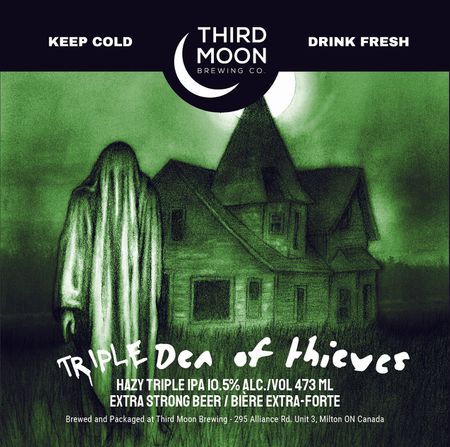 KEEP COLD
THIRD
MOON
BREWING CO.
DRINK FRESH
TRIPLE Den of thieves
HAZY TRIPLE IPA 10.5% ALC./VOL 473 ML
EXTRA STRONG BEER / BIÈRE EXTRA-FORTE
Brewed and Packaged at Third Moon Brewing - 295 Alliance Rd. Unit 3, Milton ON Canada